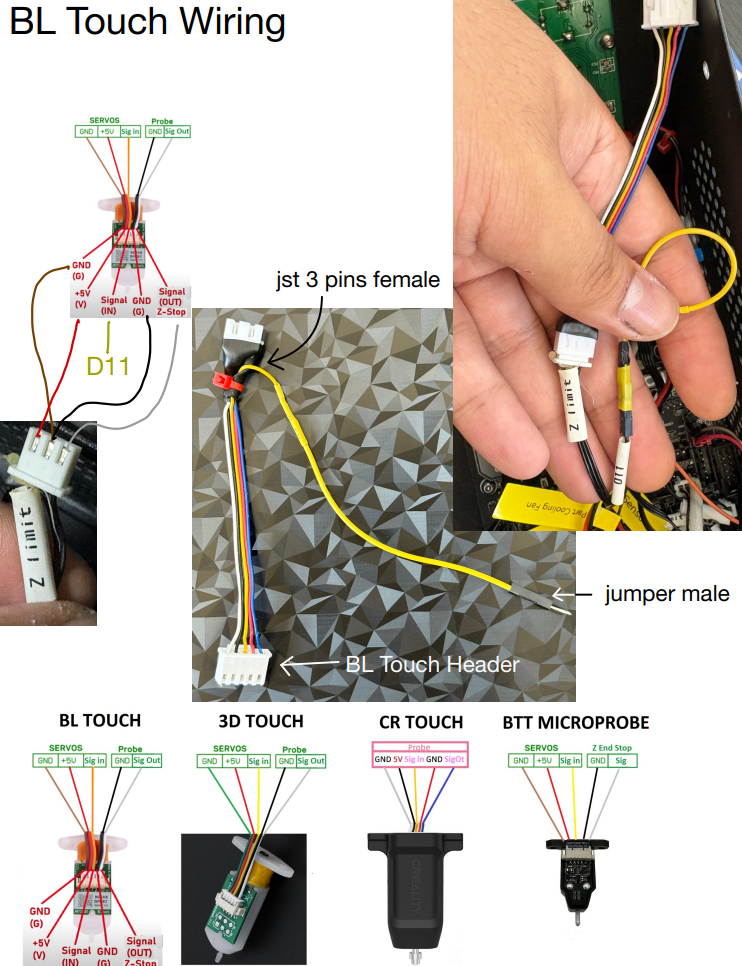 BL Touch Wiring
SERVOS Probe
GND +5V Sig in GND Sig Out
GND
(G)
+5V
(V)
Signal
(IN)
GND
(G)
Signal
(OUT)
Z-Stop
D11
Z limit
jst 3 pins female
jumper male
BL Touch Header
Z limit
D11
Part Cooling Fan
BL TOUCH
SERVOS Probe
GND +5V Sig in GND Sig Out
GND
(G)
+5V
(V)
Signal
(IN)
GND
(G)
Signal
(OUT)
Z-Stop
3D TOUCH
SERVOS Probe
GND +5V Sig in GND Sig Out
CR TOUCH
Probe
GND 5V Sig in GND SigOt
CREALITY
BTT MICROPROBE
SERVOS Z End Stop
GND +5V Sig in GND Sig